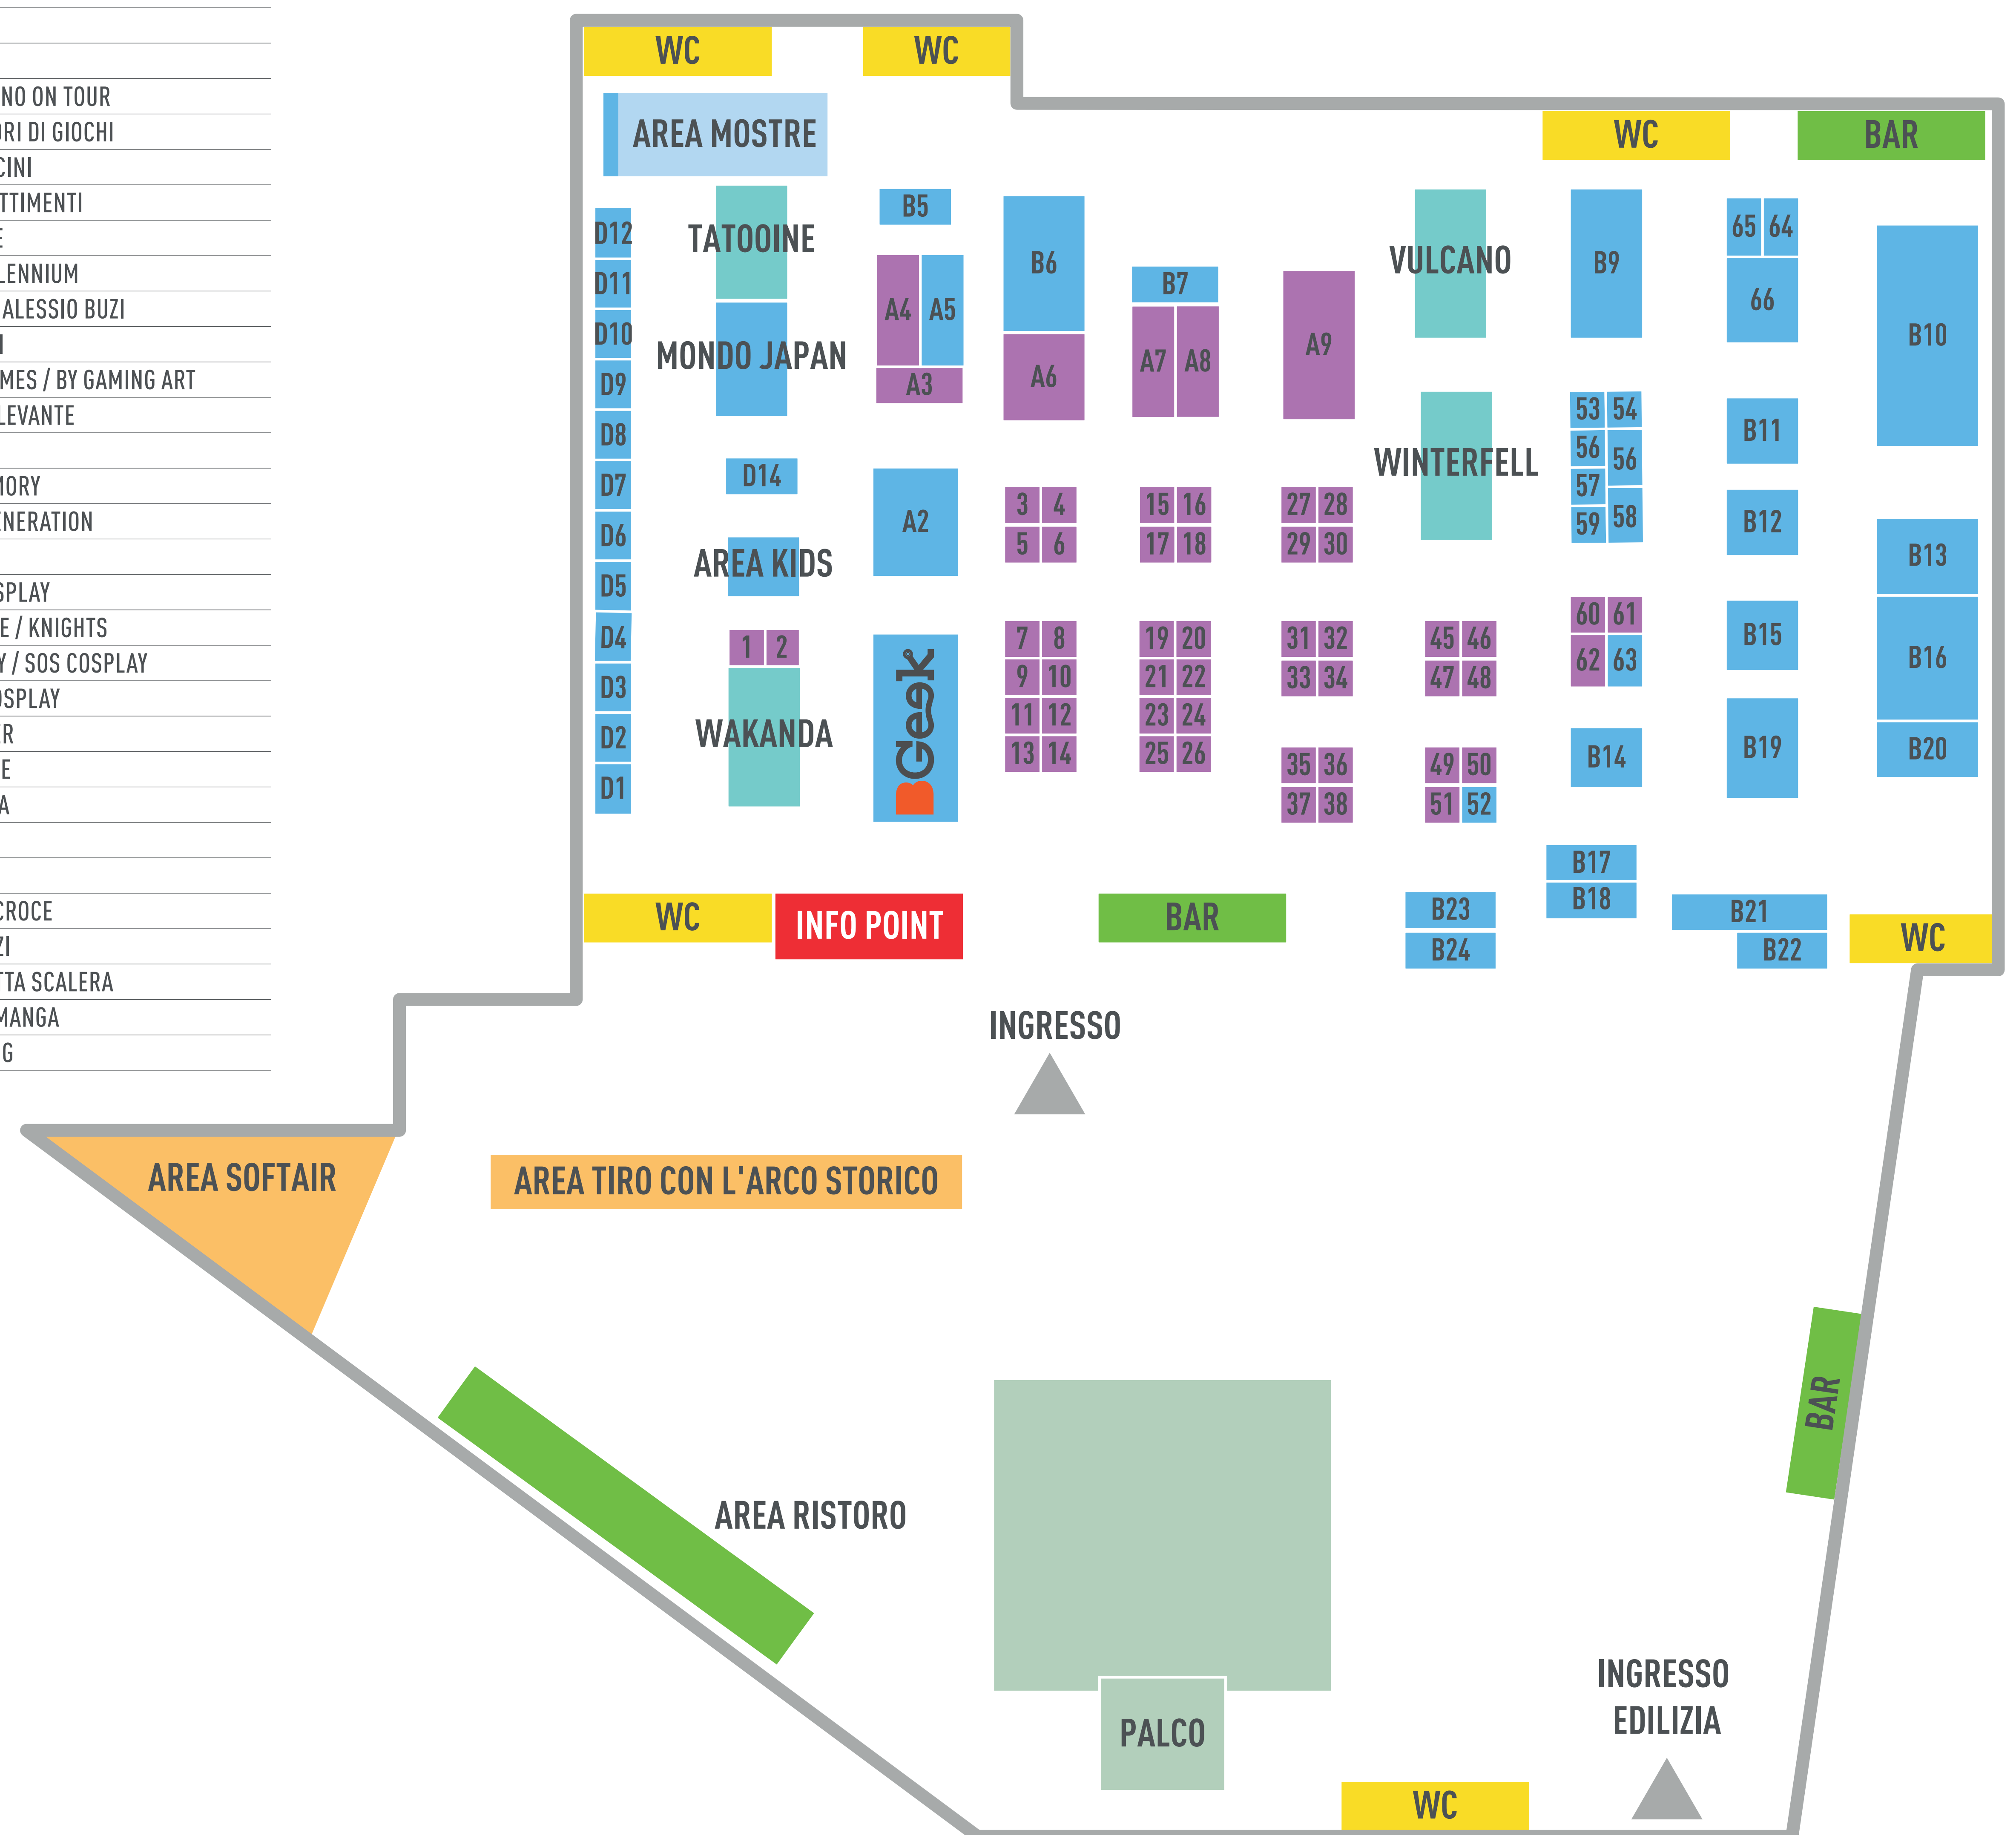 NO ON TOUR
ORI DI GIOCHI
CINI
TTIMENTI
E
LENNIUM
ALESSIO BUZI
I
MES / BY GAMING ART
LEVANTE
MORY
ENERATION
SPLAY
E / KNIGHTS
Y / SOS COSPLAY
OSPLAY
ER
E
A
CROCE
ZI
TTA SCALERA
MANGA
G
WC
WC
WC
BAR
AREA MOSTRE
TATOOINE
MONDO JAPAN
D14
AREA KIDS
1 2
WAKANDA
D12
D11
D10
D9
D8
D7
D6
D5
D4
D3
D2
D1
B5
A4 A5
A3
A2
BGeek
B6
A6
3 4
5 6
7 8
9 10
11 12
13 14
B7
A7 A8
15 16
17 18
19 20
21 22
23 24
25 26
A9
27 28
29 30
31 32
33 34
35 36
37 38
VULCANO
WINTERFELL
45 46
47 48
49 50
51 52
B9
53 54
56 56
57
59 58
60 61
62 63
B14
B17
B18
65 64
66
B11
B12
B15
B19
B10
B13
B16
B20
WC
INFO POINT
BAR
B23
B24
B21
B22
WC
INGRESSO
AREA SOFTAIR
AREA TIRO CON L'ARCO STORICO
BAR
AREA RISTORO
PALCO
INGRESSO
EDILIZIA
WC